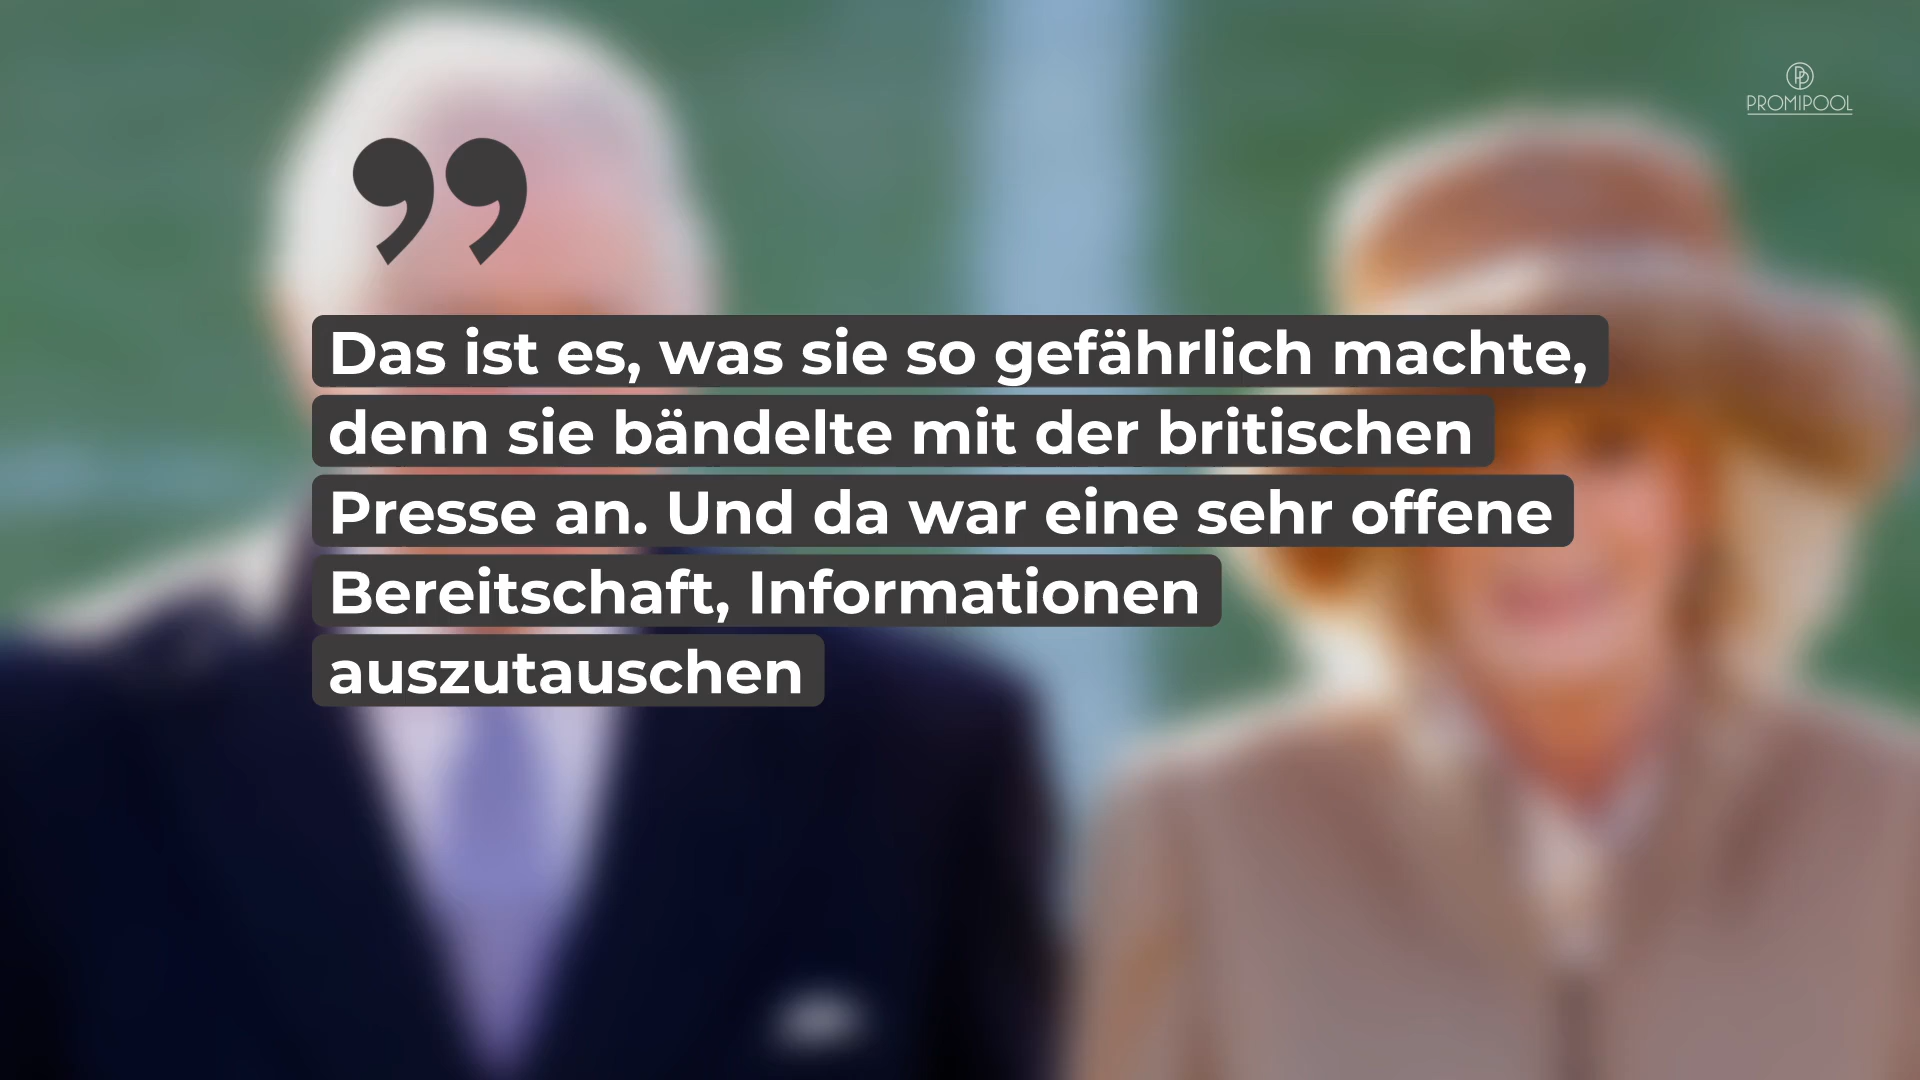 PROMIPOOL
”
Das ist es, was sie so gefährlich machte,
denn sie bändelte mit der britischen
Presse an. Und da war eine sehr offene
Bereitschaft, Informationen
auszutauschen